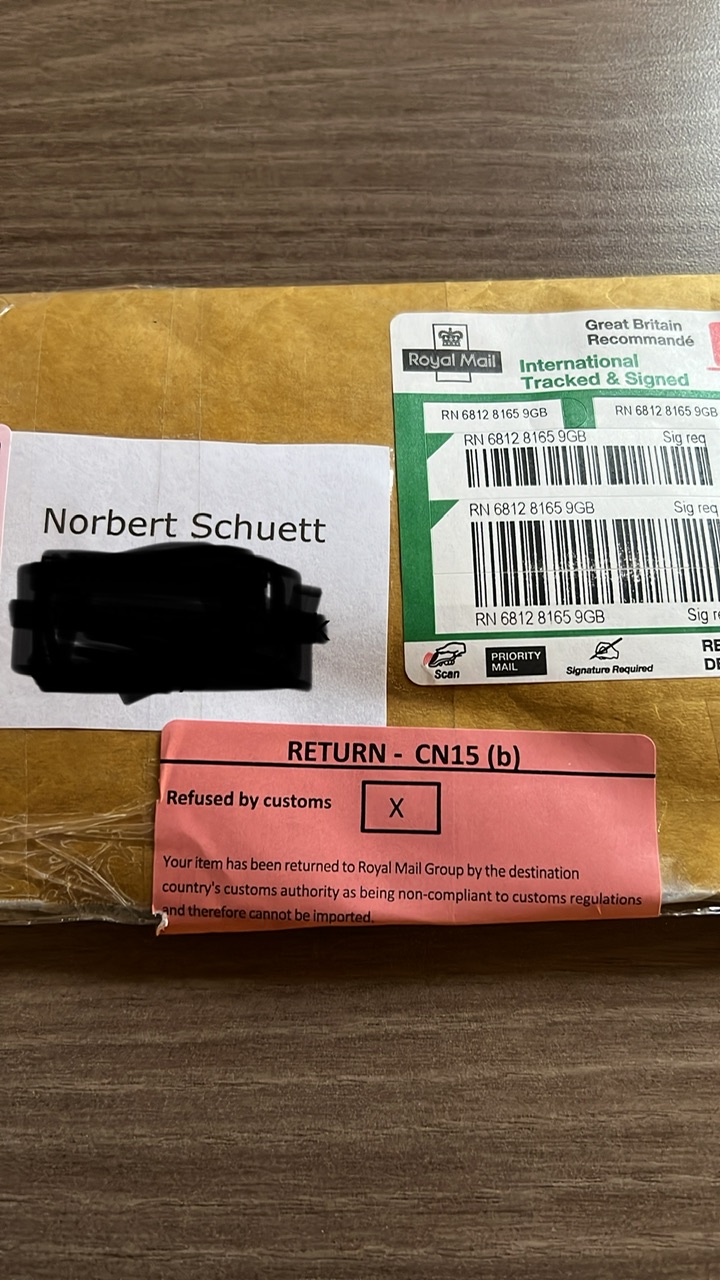 Great Britain
Recommandé
Royal Mail
International
Tracked & Signed
RN 6812 8165 9GB
RN 6812 8165 9GB
RN 6812 8165 9GB
Sig req
RN 6812 8165 9GB
Sig req
RN 6812 8165 9GB
Sig re
Scan
PRIORITY
MAIL
Signature Required
RE
DE
Norbert Schuett
RETURN - CN15 (b)
Refused by customs
X
Your item has been returned to Royal Mail Group by the destination
country's customs authority as being non-compliant to customs regulations
and therefore cannot be imported.